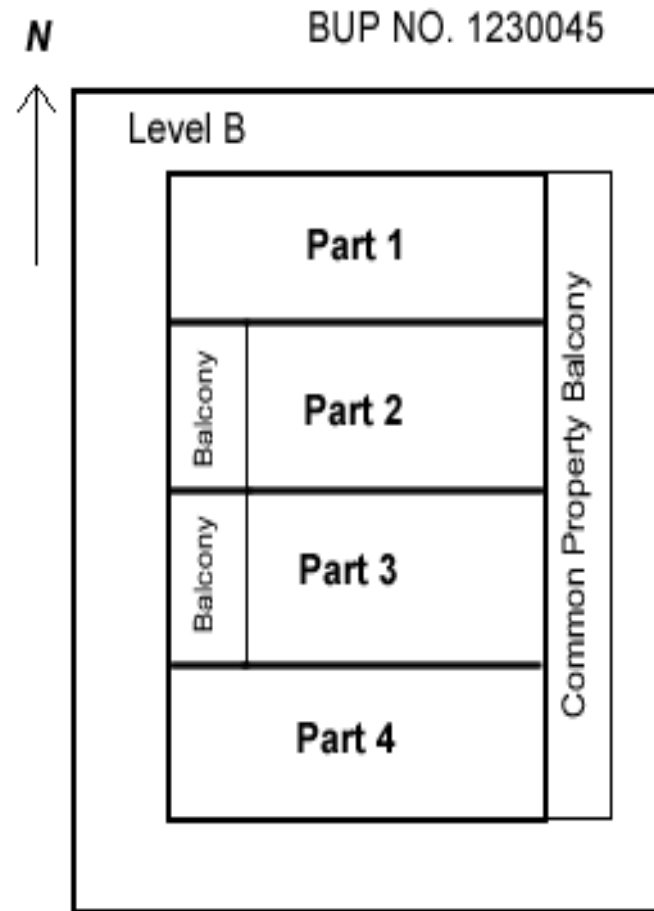 N
BUP NO. 1230045
Level B
Part 1
Balcony
Part 2
Balcony
Part 3
Part 4
Common Property Balcony